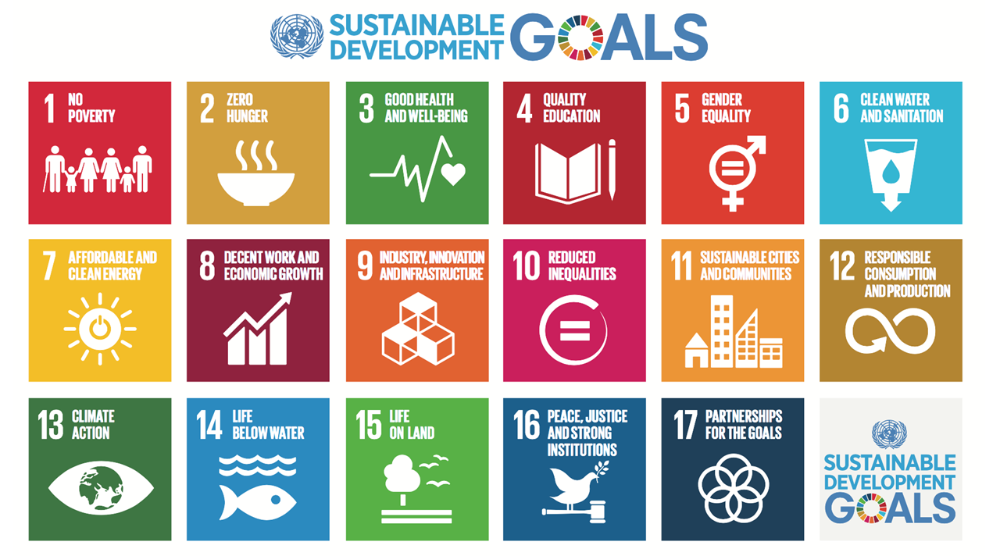 SUSTAINABLE
DEVELOPMENT
GOALS
1 NO
POVERTY
2 ZERO
HUNGER
3 GOOD HEALTH
AND WELL-BEING
4 QUALITY
EDUCATION
5 GENDER
EQUALITY
6 CLEAN WATER
AND SANITATION
7 AFFORDABLE AND
CLEAN ENERGY
8 DECENT WORK AND
ECONOMIC GROWTH
9 INDUSTRY, INNOVATION
AND INFRASTRUCTURE
10 REDUCED
INEQUALITIES
11 SUSTAINABLE CITIES
AND COMMUNITIES
12 RESPONSIBLE
CONSUMPTION
AND PRODUCTION
13 CLIMATE
ACTION
14 LIFE
BELOW WATER
15 LIFE
ON LAND
16 PEACE, JUSTICE
AND STRONG
INSTITUTIONS
17 PARTNERSHIPS
FOR THE GOALS
SUSTAINABLE
DEVELOPMENT
GOALS